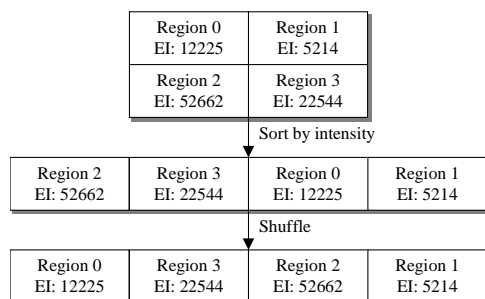 Region 0 Region 1
EI: 12225 EI: 5214
Region 2 Region 3
EI: 52662 EI: 22544
Sort by intensity
Region 2 Region 3 Region 0 Region 1
EI: 52662 EI: 22544 EI: 12225 EI: 5214
Shuffle
Region 0 Region 3 Region 2 Region 1
EI: 12225 EI: 22544 EI: 52662 EI: 5214